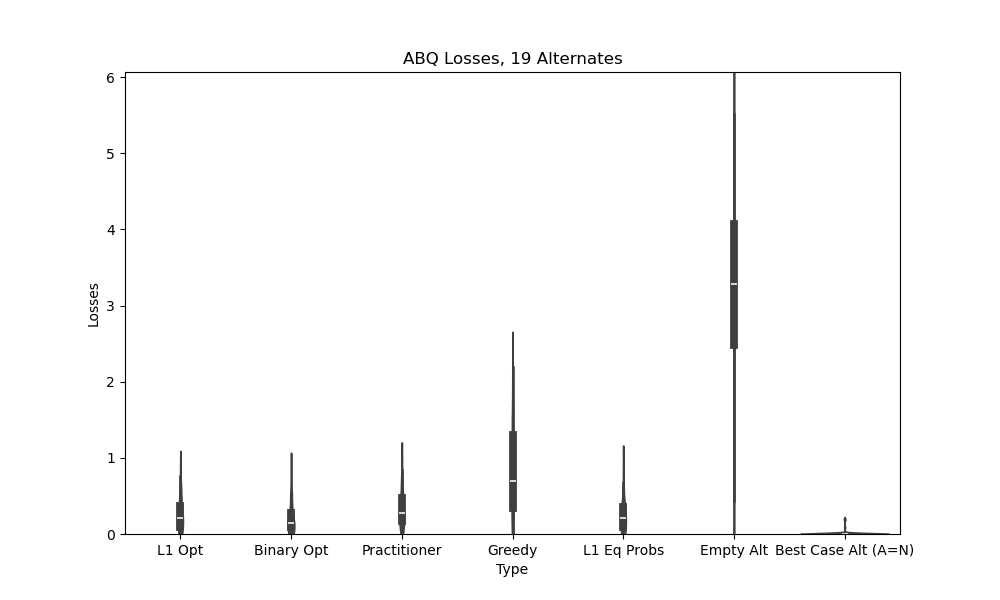 ABQ Losses, 19 Alternates
6
5
4
3
2
1
0
Losses
L1 Opt Binary Opt Practitioner Greedy L1 Eq Probs Empty Alt Best Case Alt (A=N)
Type